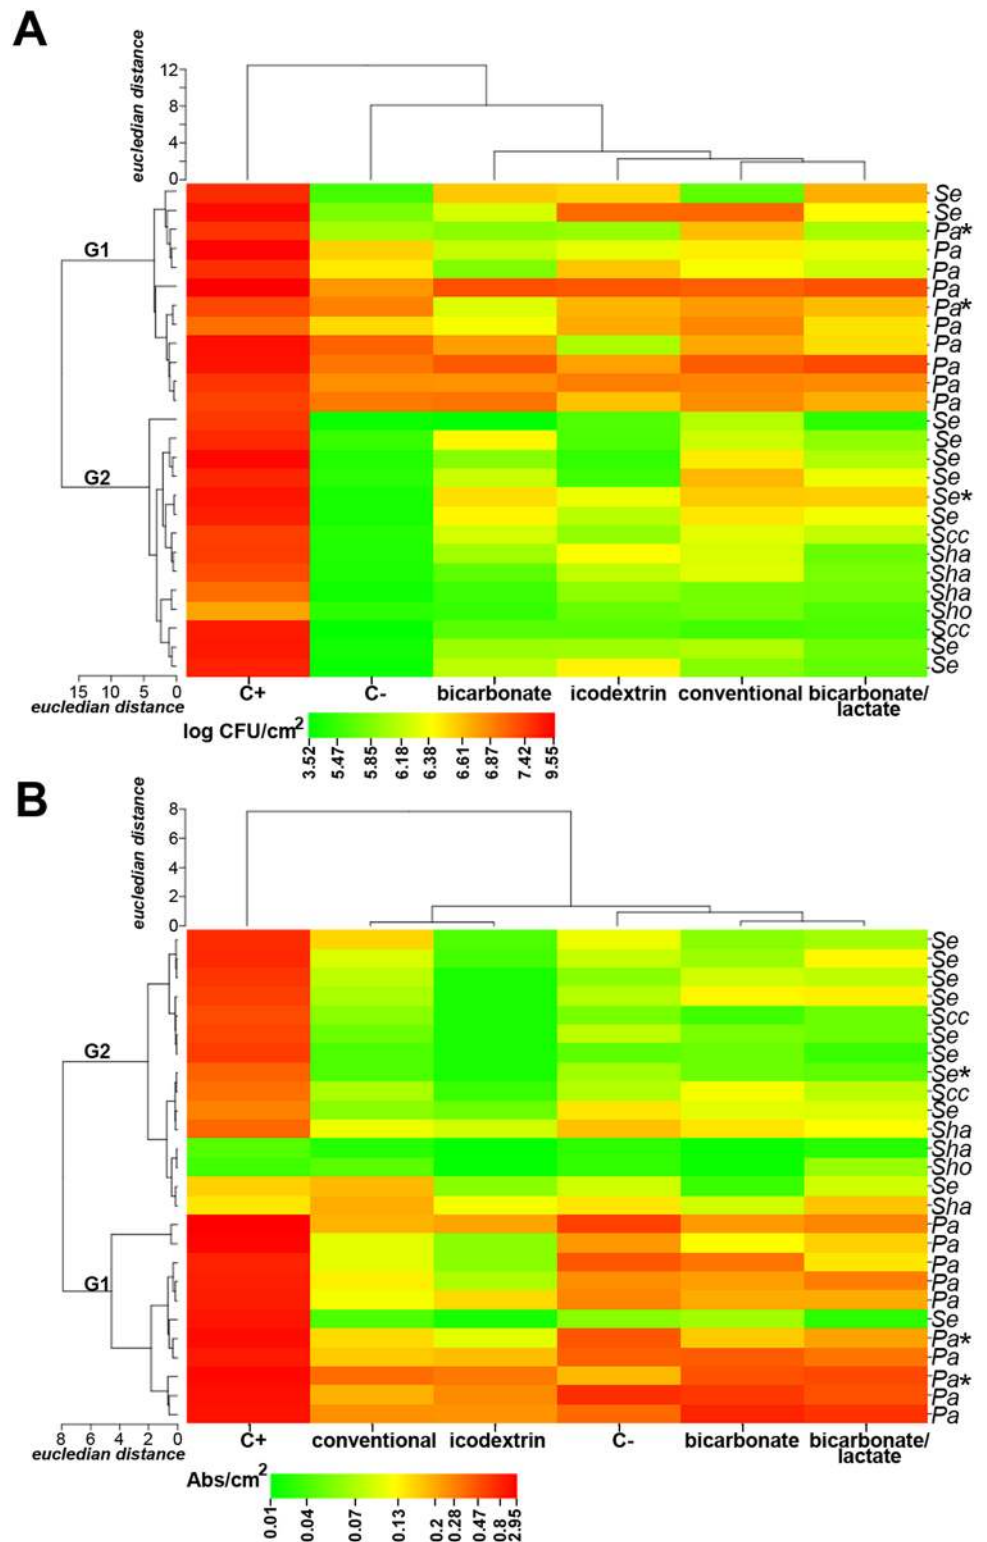 A
eucledian distance
12
8
4
0
G1
G2
Se
Se
Pa*
Pa
Pa
Pa
Pa*
Pa
Pa
Pa
Pa
Pa
Se
Se
Se
Se
Se*
Se
Scc
Sha
Sha
Sha
Sho
Scc
Se
Se
15 10 5 0
eucledian distance
C+ C- bicarbonate icodextrin conventional bicarbonate/
lactate
log CFU/cm2
3.52 5.47 5.85 6.18 6.38 6.61 6.87 7.42 9.55
B
eucledian distance
8
6
4
2
0
G2
G1
Se
Se
Se
Se
Scc
Se
Se
Se*
Scc
Se
Sha
Sha
Sho
Se
Sha
Pa
Pa
Pa
Pa
Pa
Se
Pa*
Pa
Pa*
Pa
Pa
8 6 4 2 0
eucledian distance
C+ conventional icodextrin C- bicarbonate bicarbonate/
lactate
Abs/cm2
0.01 0.04 0.07 0.13 0.2 0.28 0.47 0.8 2.95